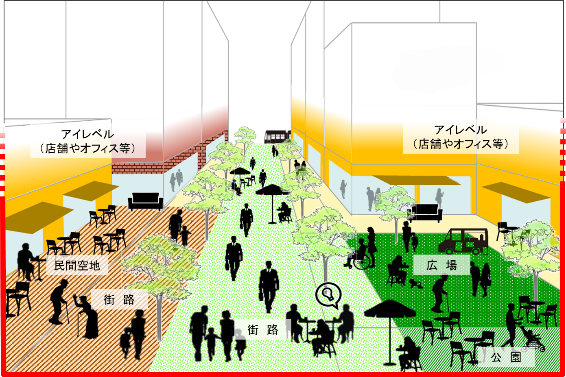 アイレベル
（店舗やオフィス等）
アイレベル
（店舗やオフィス等）
民間空地
広 場
街 路
街 路
公 園